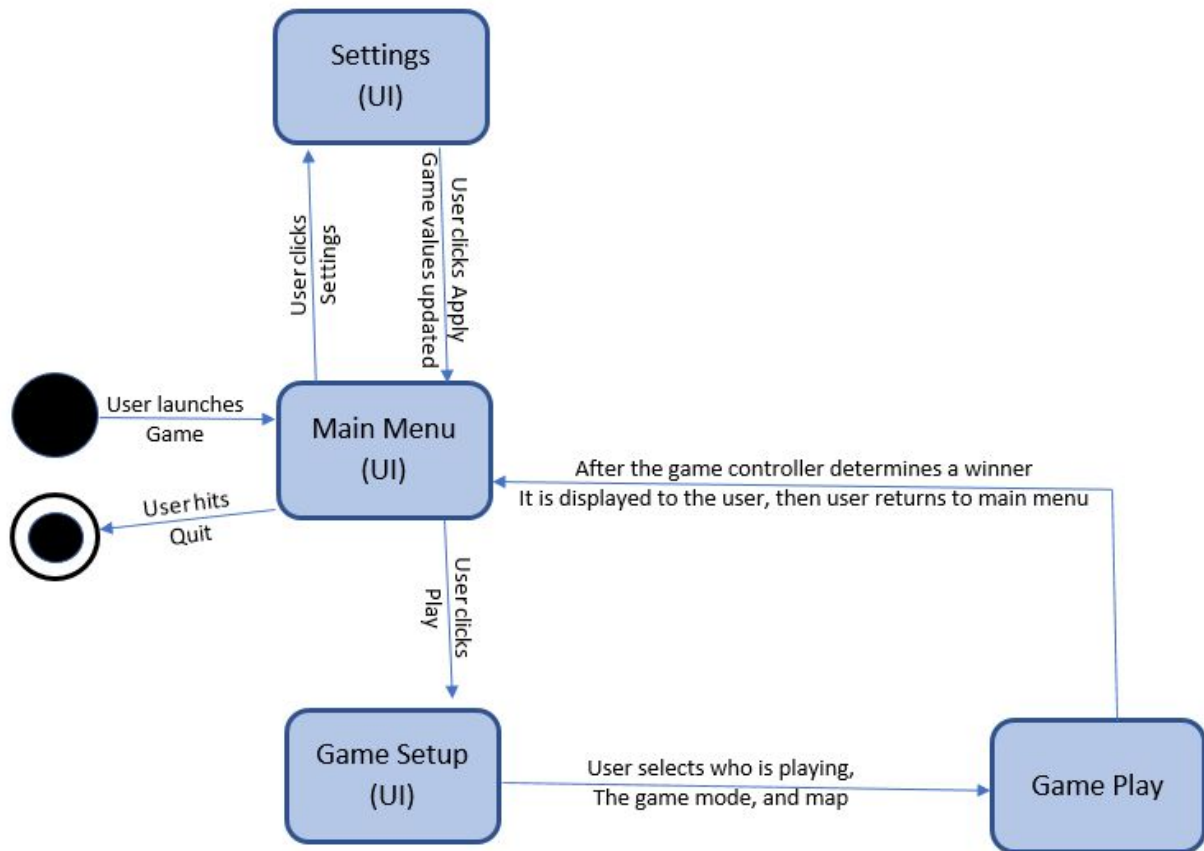 Settings
(UI)
User clicks
Settings
User clicks Apply
Game values updated
User launches
Game
Main Menu
(UI)
User hits
Quit
After the game controller determines a winner
It is displayed to the user, then user returns to main menu
User clicks
Play
Game Setup
(UI)
User selects who is playing,
The game mode, and map
Game Play